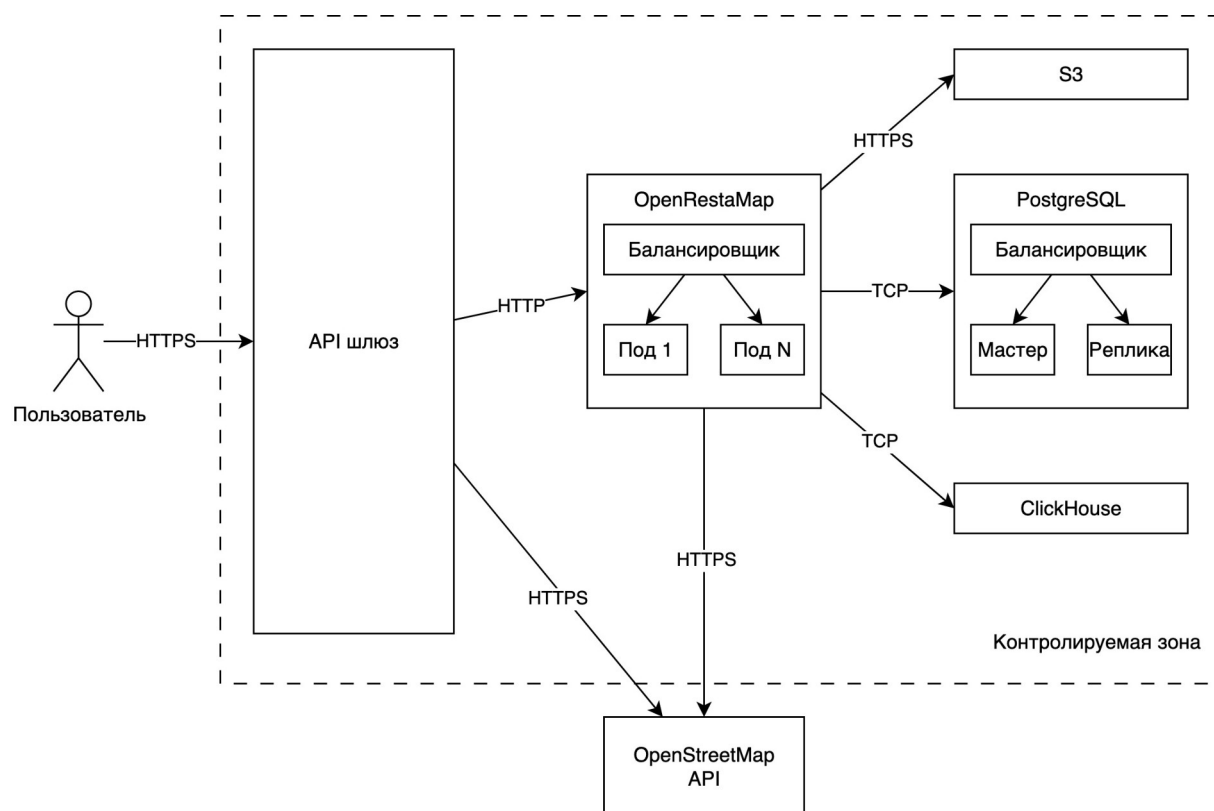 S3
HTTPS
OpenRestaMap
PostgreSQL
Балансировщик
Балансировщик
HTTP
TCP
HTTPS
API шлюз
Под 1
Под N
Мастер
Реплика
Пользователь
TCP
ClickHouse
HTTPS
HTTPS
Контролируемая зона
OpenStreetMap
API